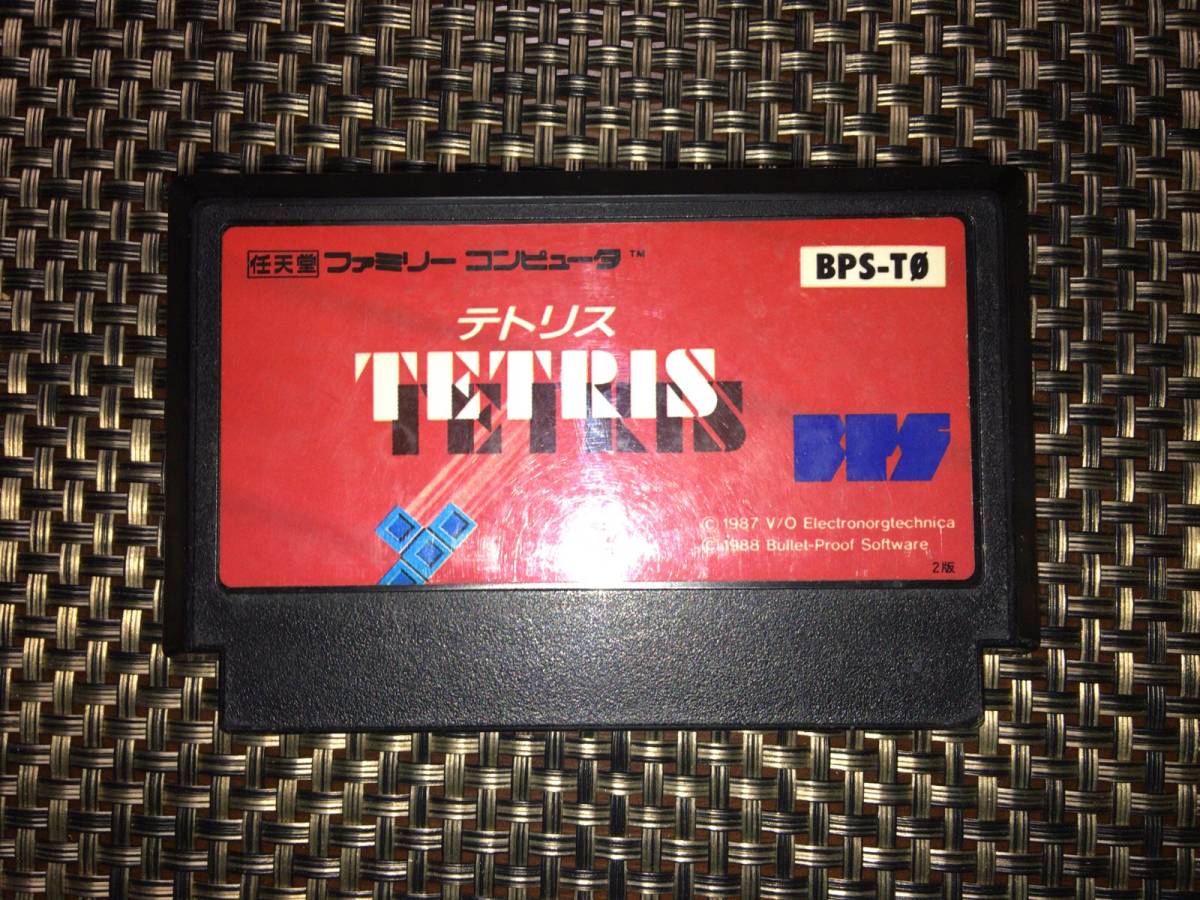 任天堂 ファミリー コンピュータ™
BPS-TØ
テトリス
TETRIS
BPS
© 1987 V/O Electronorgtechnica
© 1988 Bullet-Proof Software
2版